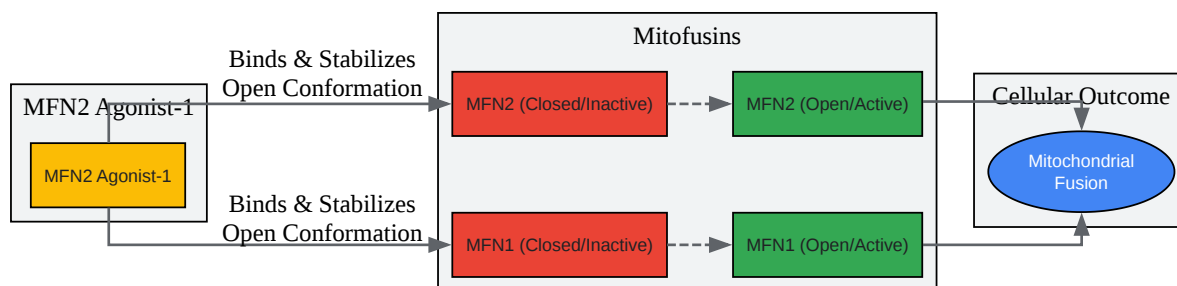 MFN2 Agonist-1
MFN2 Agonist-1
Binds & Stabilizes
Open Conformation
Binds & Stabilizes
Open Conformation
Mitofusins
MFN2 (Closed/Inactive)
MFN2 (Open/Active)
MFN1 (Closed/Inactive)
MFN1 (Open/Active)
Cellular Outcome
Mitochondrial
Fusion